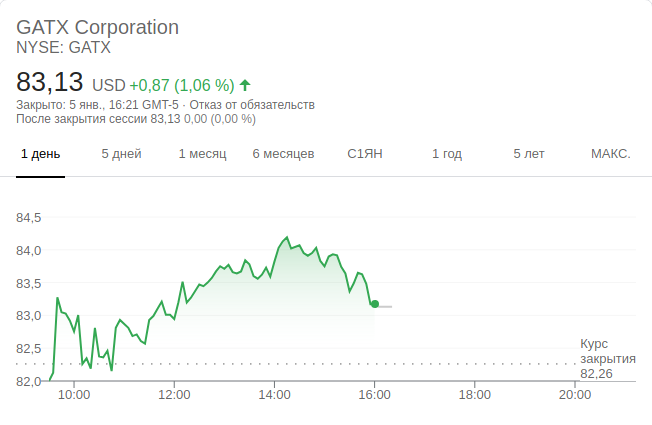 GATX Corporation
NYSE: GATX
83,13 USD +0,87 (1,06 %)
Закрыто: 5 янв., 16:21 GMT-5 · Отказ от обязательств
После закрытия сессии 83,13 0,00 (0,00 %)
1 день 5 дней 1 месяц 6 месяцев С1ЯН 1 год 5 лет МАКС.
84,5
84,0
83,5
83,0
82,5
82,0
Курс
закрытия
82,26
10:00 12:00 14:00 16:00 18:00 20:00